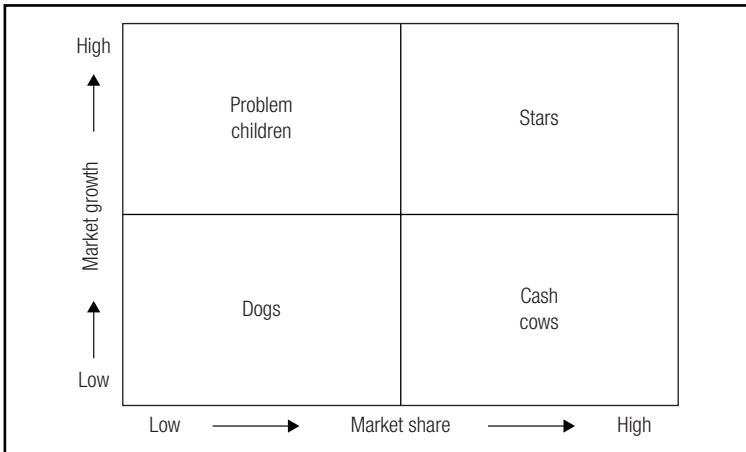 High
Problem
children
Stars
Market growth
Dogs
Cash
cows
Low
Low
Market share
High